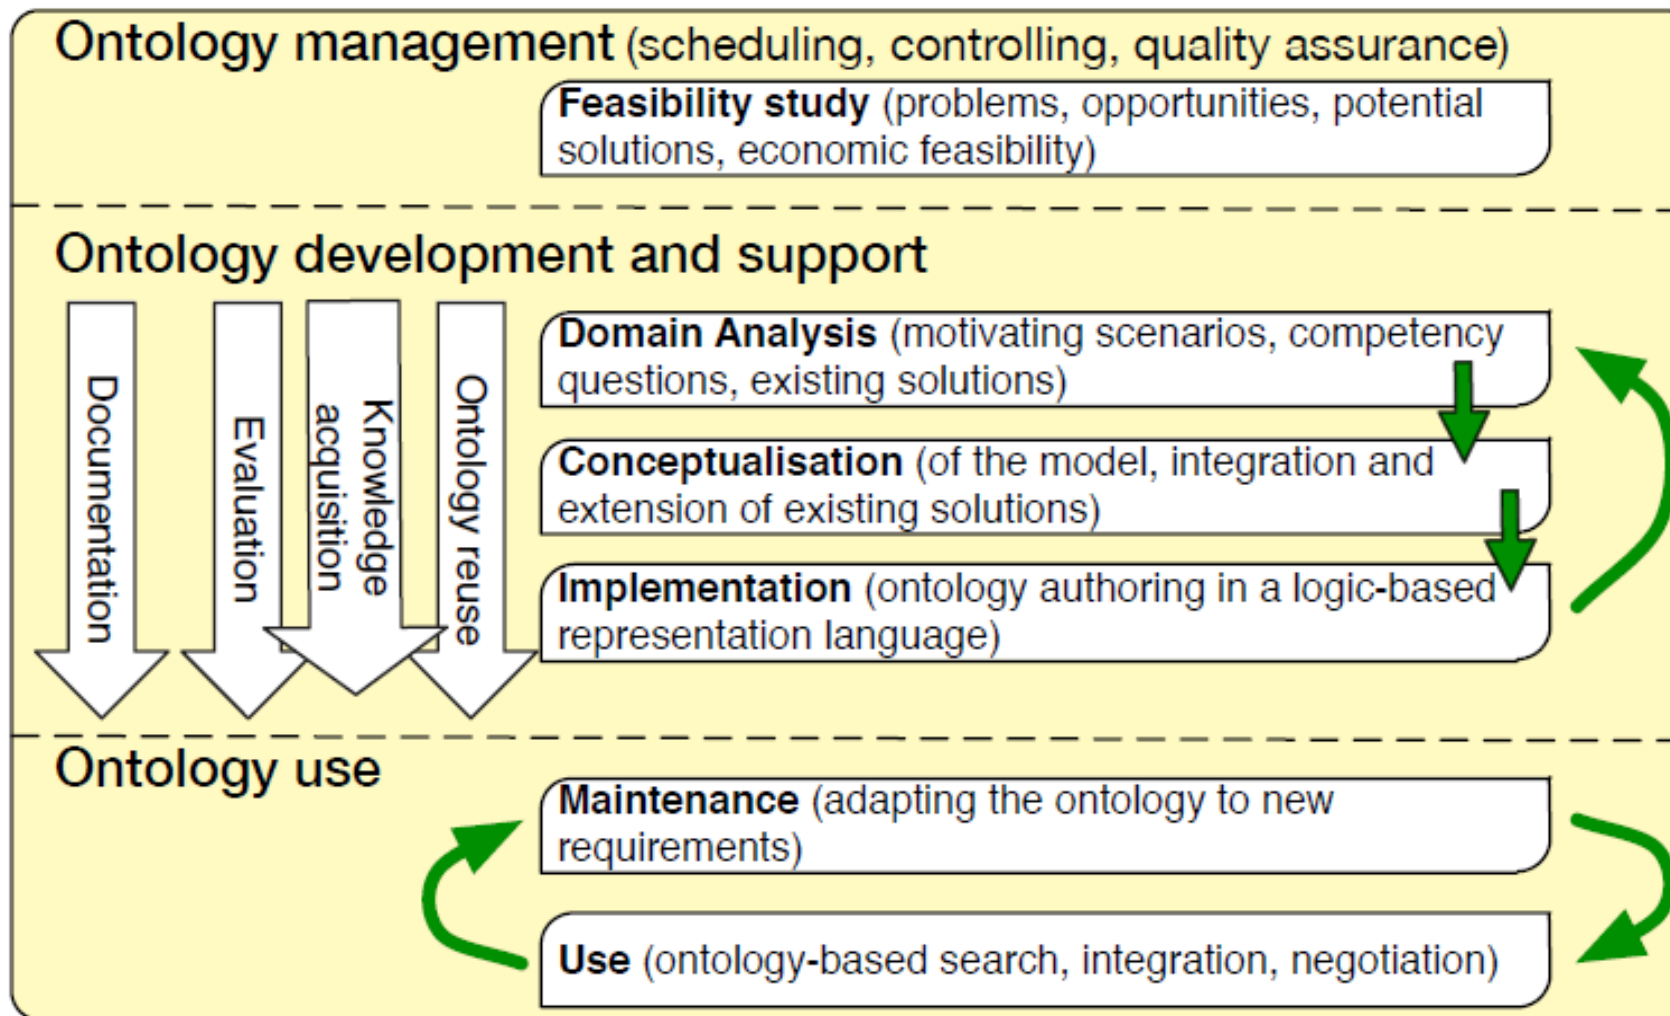 Ontology management (scheduling, controlling, quality assurance)
Feasibility study (problems, opportunities, potential
solutions, economic feasibility)
Ontology development and support
Documentation
Evaluation
Knowledge
acquisition
Ontology reuse
Domain Analysis (motivating scenarios, competency
questions, existing solutions)
Conceptualisation (of the model, integration and
extension of existing solutions)
Implementation (ontology authoring in a logic-based
representation language)
Ontology use
Maintenance (adapting the ontology to new
requirements)
Use (ontology-based search, integration, negotiation)